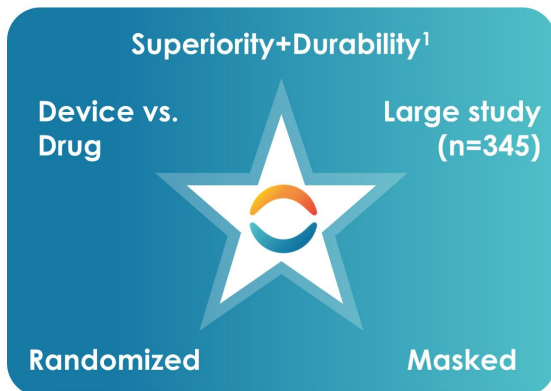 Superiority+Durability¹
Device vs.
Drug
Large study
(n=345)
Randomized
Masked